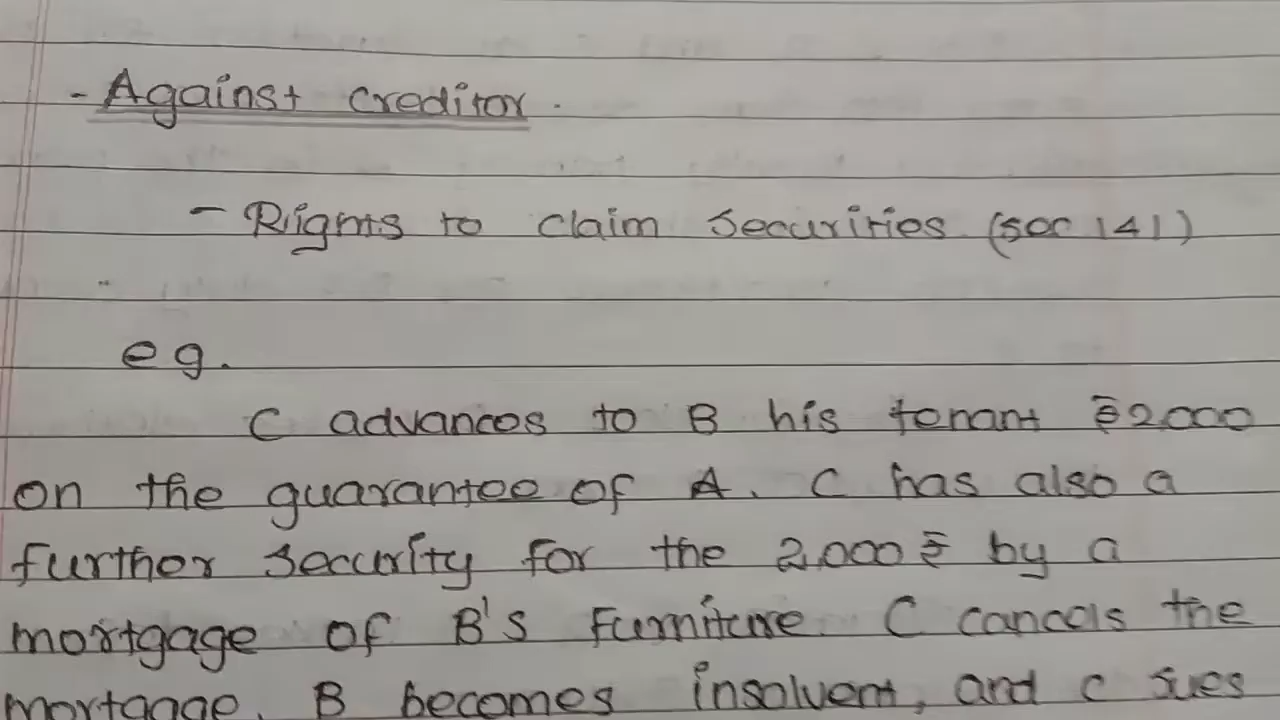 - Against creditor.
- Rights to claim securities (sec 141)
eg.
C advances to B his tenant ₹2000
on the guarantee of A. C has also a
further security for the 2,000 ₹ by a
mortgage of B's Furniture. C cancels the
mortgage. B becomes insolvent, and c sues